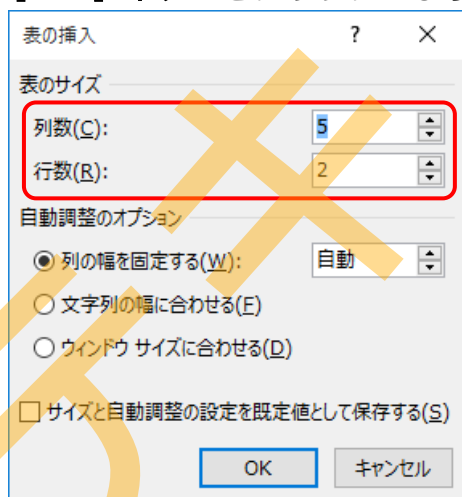 表の挿入 ? ×
表のサイズ
列数(C): 5
行数(R): 2
自動調整のオプション
列の幅を固定する(W): 自動
文字列の幅に合わせる(F)
ウィンドウ サイズに合わせる(D)
サイズと自動調整の設定を既定値として保存する(S)
OK キャンセル